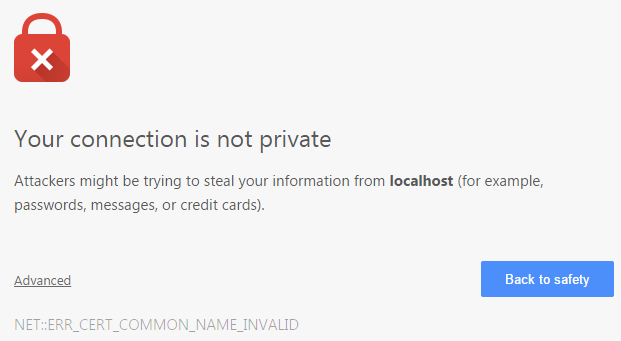 Your connection is not private
Attackers might be trying to steal your information from localhost (for example,
passwords, messages, or credit cards).
Advanced
Back to safety
NET::ERR_CERT_COMMON_NAME_INVALID